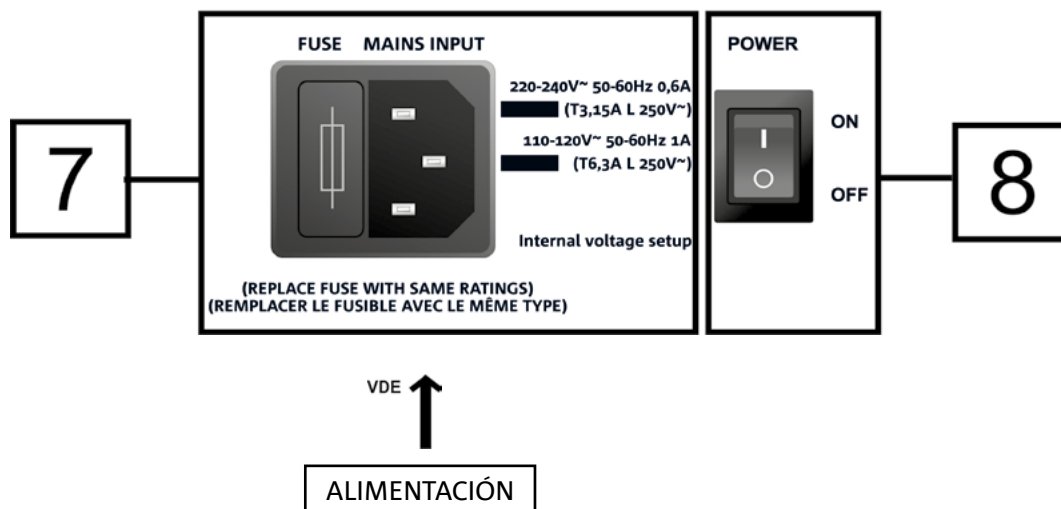 FUSE MAINS INPUT
220-240V~ 50-60Hz 0,6A
(T3,15A L 250V~)
110-120V~ 50-60Hz 1A
(T6,3A L 250V~)
Internal voltage setup
(REPLACE FUSE WITH SAME RATINGS)
(REMPLACER LE FUSIBLE AVEC LE MÊME TYPE)
7
POWER
ON
OFF
8
VDE
ALIMENTACIÓN